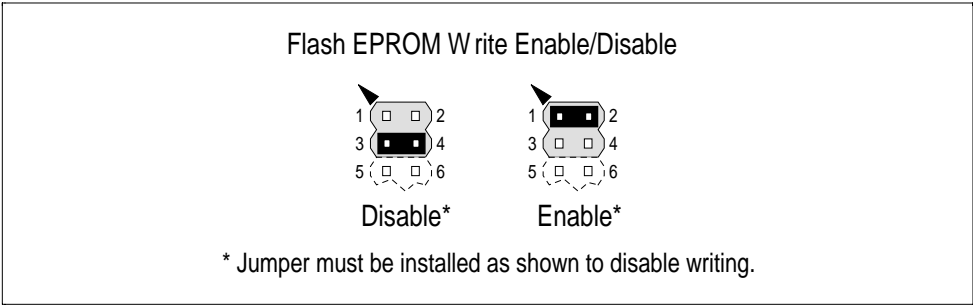 Flash EPROM Write Enable/Disable
1 2 1 2
3 4 3 4
5 6 5 6
Disable* Enable*
* Jumper must be installed as shown to disable writing.